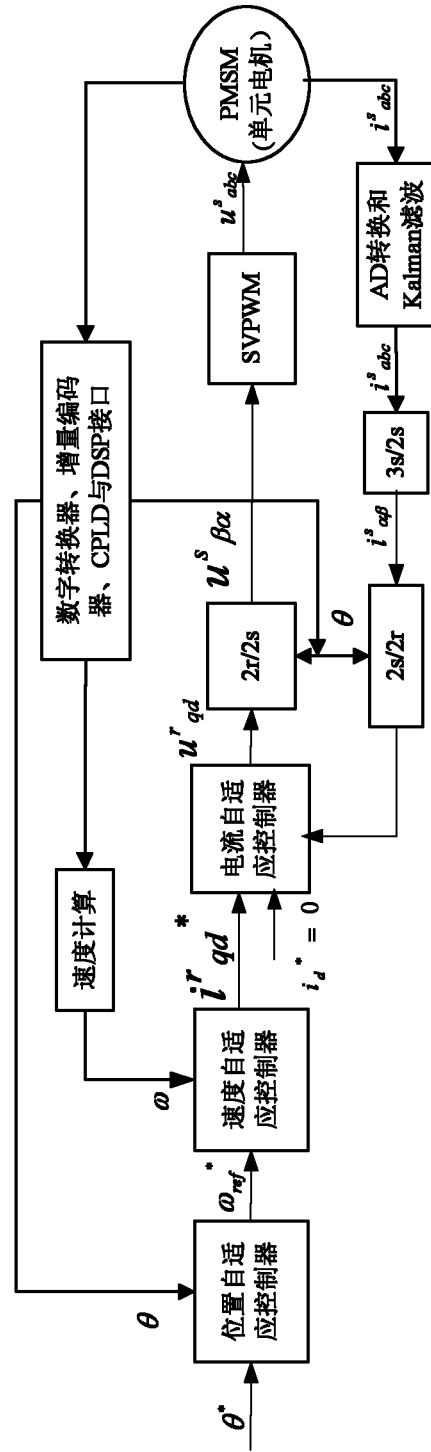 θ*
位置自适
应控制器
θ
ω_ref*
速度自适
应控制器
ω
速度计算
i^r_qd*
i_d* = 0
电流自适
应控制器
u^r_qd
2r/2s
u^s_βα
SVPWM
u^s_abc
PMSM
(单元电机)
数字转换器、增量编码
器、CPLD与DSP接口
θ
2s/2r
i^s_αβ
3s/2s
i^s_abc
AD转换和
Kalman滤波
i^s_abc